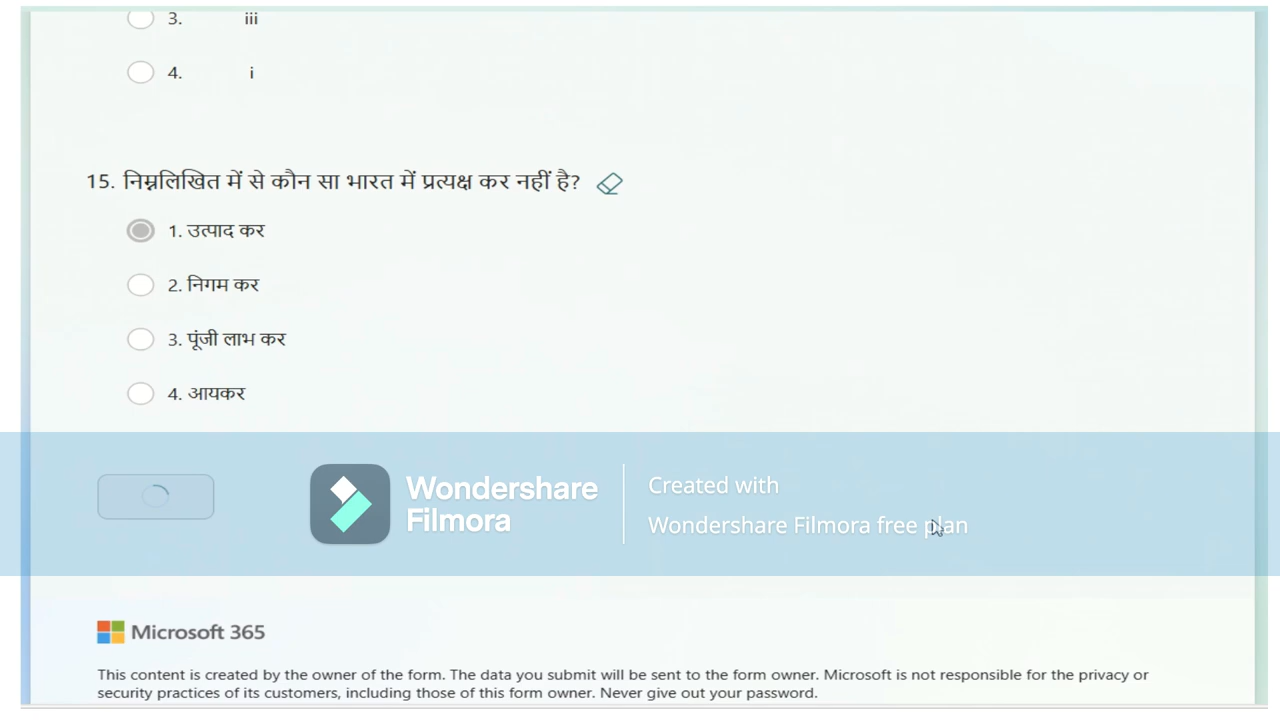 3. iii
4. i
15. निम्नलिखित में से कौन सा भारत में प्रत्यक्ष कर नहीं है?
1. उत्पाद कर
2. निगम कर
3. पूंजी लाभ कर
4. आयकर
Wondershare
Filmora
Created with
Wondershare Filmora free plan
Microsoft 365
This content is created by the owner of the form. The data you submit will be sent to the form owner. Microsoft is not responsible for the privacy or
security practices of its customers, including those of this form owner. Never give out your password.